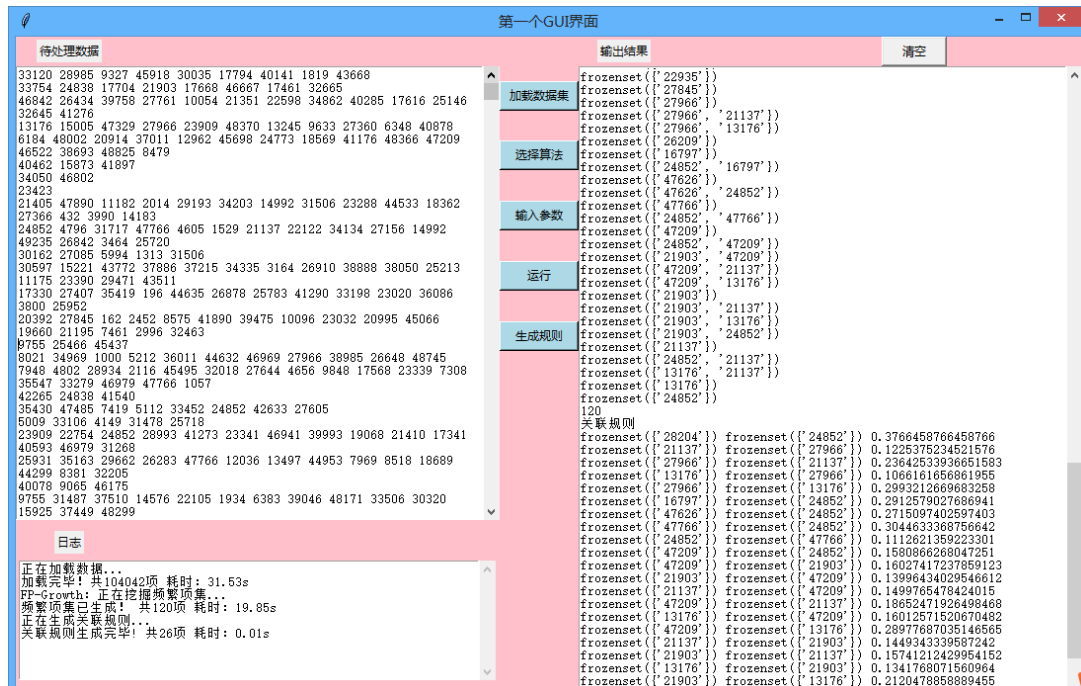 第一个GUI界面
待处理数据
33120 28985 9327 45918 30035 17794 40141 1819 43668
33754 24838 17704 21903 17668 46667 17461 32665
46842 26434 39758 27761 10054 21351 22598 34862 40285 17616 25146
32645 41276
13176 15005 47329 27966 23909 48370 13245 9633 27360 6348 40878
6184 48002 20914 37011 12962 45698 24773 18569 41176 48366 47209
46522 38693 48825 8479
40462 15873 41897
34050 46802
23423
21405 47890 11182 2014 29193 34203 14992 31506 23288 44533 18362
27366 432 3990 14183
24852 4796 31717 47766 4605 1529 21137 22122 34134 27156 14992
49235 26842 3464 25720
30162 27085 5994 1313 31506
30597 15221 43772 37886 37215 34335 3164 26910 38888 38050 25213
11175 23390 29471 43511
17330 27407 35419 196 44635 26878 25783 41290 33198 23020 36086
3800 25952
20392 27845 162 2452 8575 41890 39475 10096 23032 20995 45066
19660 21195 7461 2996 32463
9755 25466 45437
8021 34969 1000 5212 36011 44632 46969 27966 38985 26648 48745
7948 4802 28934 2116 45495 32018 27644 4656 9848 17568 23339 7308
35547 33279 46979 47766 1057
42265 24838 41540
35430 47485 7419 5112 33452 24852 42633 27605
5009 33106 4149 31478 25718
23909 22754 24852 28993 41273 23341 46941 39993 19068 21410 17341
40593 46979 31268
25931 35163 29662 26283 47766 12036 13497 44953 7969 8518 18689
44299 8381 32205
40078 9065 46175
9755 31487 37510 14576 22105 1934 6383 39046 48171 33506 30320
15925 37449 48299
加载数据集
选择算法
输入参数
运行
生成规则
日志
正在加载数据...
加载完毕! 共104042项 耗时: 31.53s
FP-Growth: 正在挖掘频繁项集...
频繁项集已生成! 共120项 耗时: 19.85s
正在生成关联规则...
关联规则生成完毕! 共26项 耗时: 0.01s
输出结果
清空
frozenset({'22935'})
frozenset({'27845'})
frozenset({'27966'})
frozenset({'27966', '21137'})
frozenset({'27966', '13176'})
frozenset({'26209'})
frozenset({'16797'})
frozenset({'24852', '16797'})
frozenset({'47626'})
frozenset({'47626', '24852'})
frozenset({'47766'})
frozenset({'24852', '47766'})
frozenset({'47209'})
frozenset({'24852', '47209'})
frozenset({'21903', '47209'})
frozenset({'47209', '21137'})
frozenset({'47209', '13176'})
frozenset({'21903'})
frozenset({'21903', '21137'})
frozenset({'21903', '13176'})
frozenset({'21903', '24852'})
frozenset({'21137'})
frozenset({'24852', '21137'})
frozenset({'13176', '21137'})
frozenset({'13176'})
frozenset({'24852'})
120
关联规则
frozenset({'28204'}) frozenset({'24852'}) 0.3766458766458766
frozenset({'21137'}) frozenset({'27966'}) 0.1225375234521576
frozenset({'27966'}) frozenset({'21137'}) 0.23642533936651583
frozenset({'13176'}) frozenset({'27966'}) 0.1066161656861955
frozenset({'27966'}) frozenset({'13176'}) 0.2993212669683258
frozenset({'16797'}) frozenset({'24852'}) 0.2912579027686941
frozenset({'47626'}) frozenset({'24852'}) 0.2715097402597403
frozenset({'47766'}) frozenset({'24852'}) 0.3044633368756642
frozenset({'24852'}) frozenset({'47766'}) 0.1112621359223301
frozenset({'47209'}) frozenset({'24852'}) 0.1580866268047251
frozenset({'47209'}) frozenset({'21903'}) 0.16027417237859123
frozenset({'21903'}) frozenset({'47209'}) 0.13996434029546612
frozenset({'21137'}) frozenset({'47209'}) 0.1499765478424015
frozenset({'47209'}) frozenset({'21137'}) 0.18652471926498468
frozenset({'13176'}) frozenset({'47209'}) 0.16012571520670482
frozenset({'47209'}) frozenset({'13176'}) 0.28977687035146565
frozenset({'21137'}) frozenset({'21903'}) 0.1449343339587242
frozenset({'21903'}) frozenset({'21137'}) 0.15741212429954152
frozenset({'13176'}) frozenset({'21903'}) 0.1341768071560964
frozenset({'21903'}) frozenset({'13176'}) 0.2120478858889455